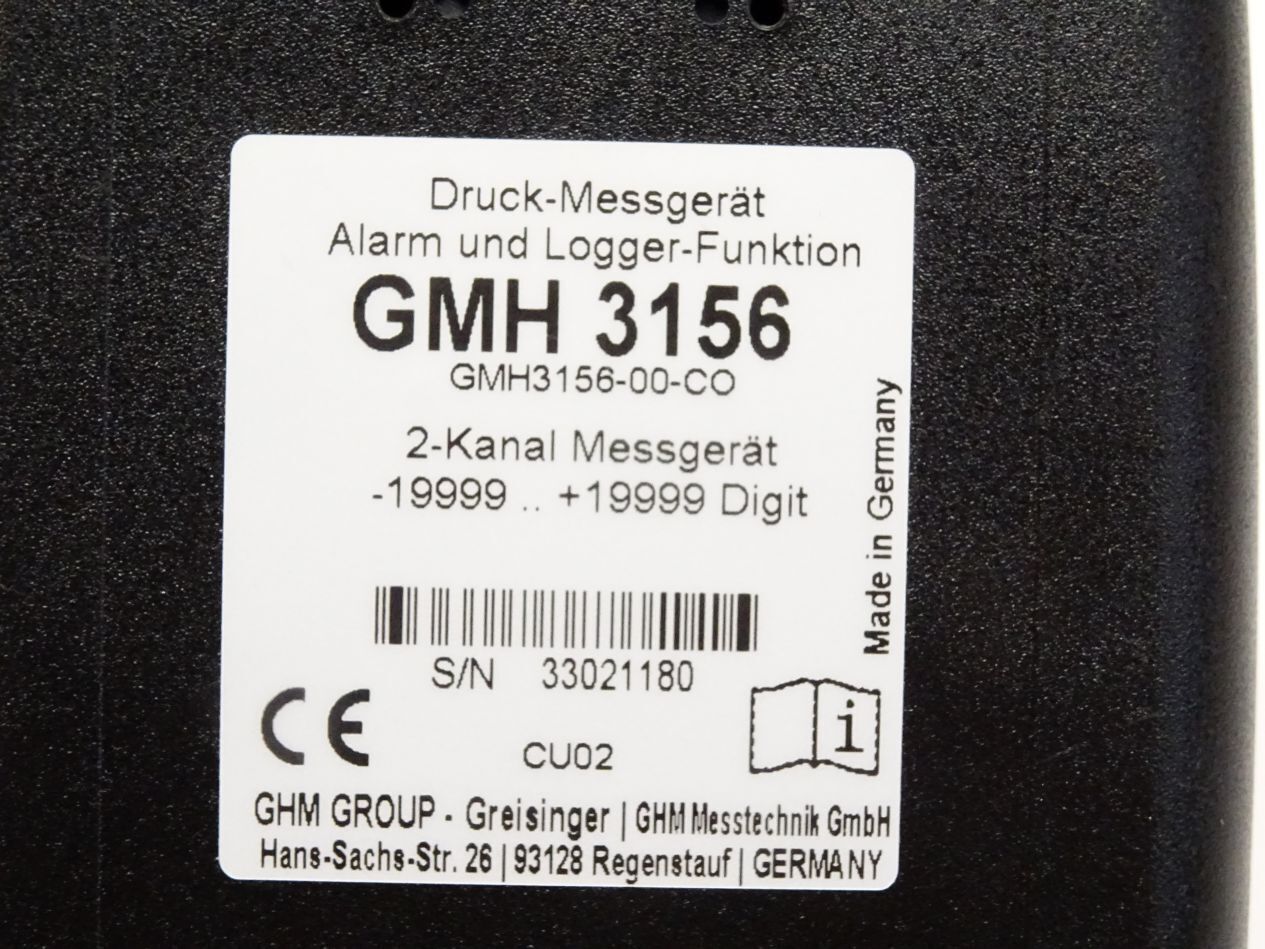 Druck-Messgerät
Alarm und Logger-Funktion
GMH 3156
GMH3156-00-CO
2-Kanal Messgerät
-19999 .. +19999 Digit
Made in Germany
S/N 33021180
CE
i
CU02
GHM GROUP - Greisinger | GHM Messtechnik GmbH
Hans-Sachs-Str. 26 | 93128 Regenstauf | GERMANY